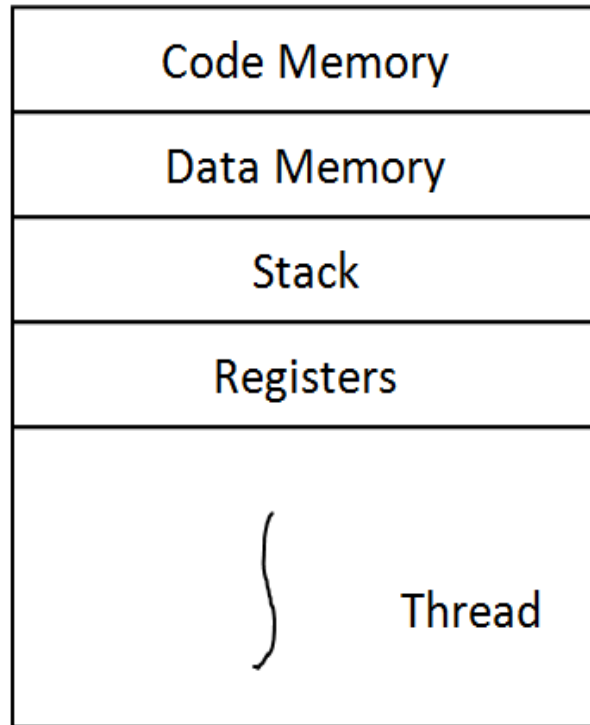 Code Memory
Data Memory
Stack
Registers
Thread